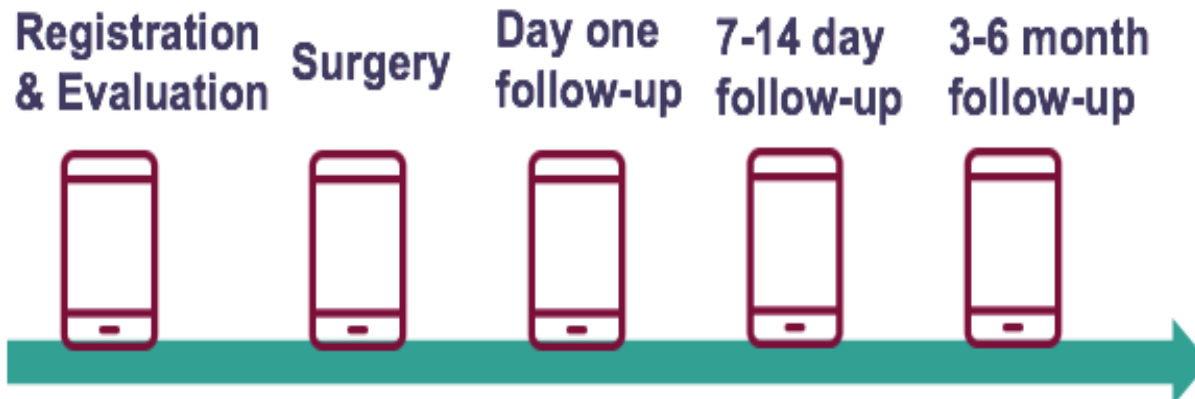 Registration
& Evaluation
Surgery
Day one
follow-up
7-14 day
follow-up
3-6 month
follow-up